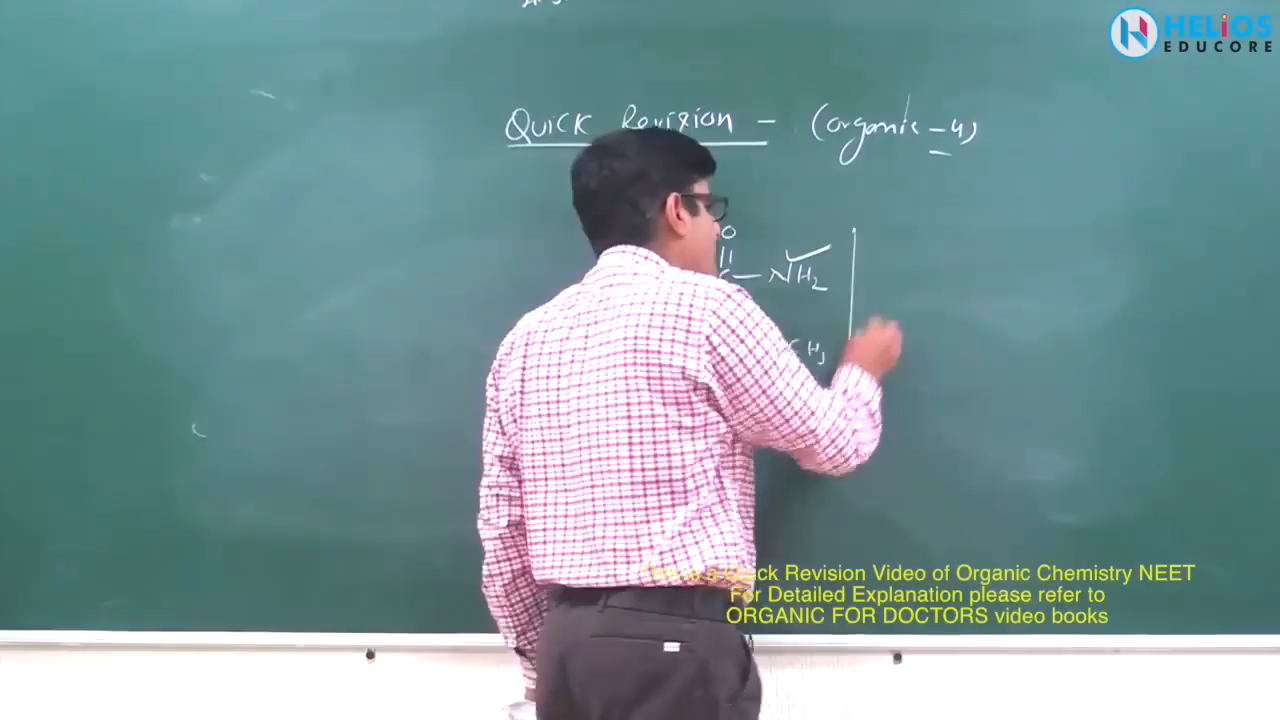 HELiOS
EDUCORE
Quick Revision - (Organic - 4)
O
C — NH2
CH3
This is a Quick Revision Video of Organic Chemistry NEET
For Detailed Explanation please refer to
ORGANIC FOR DOCTORS video books